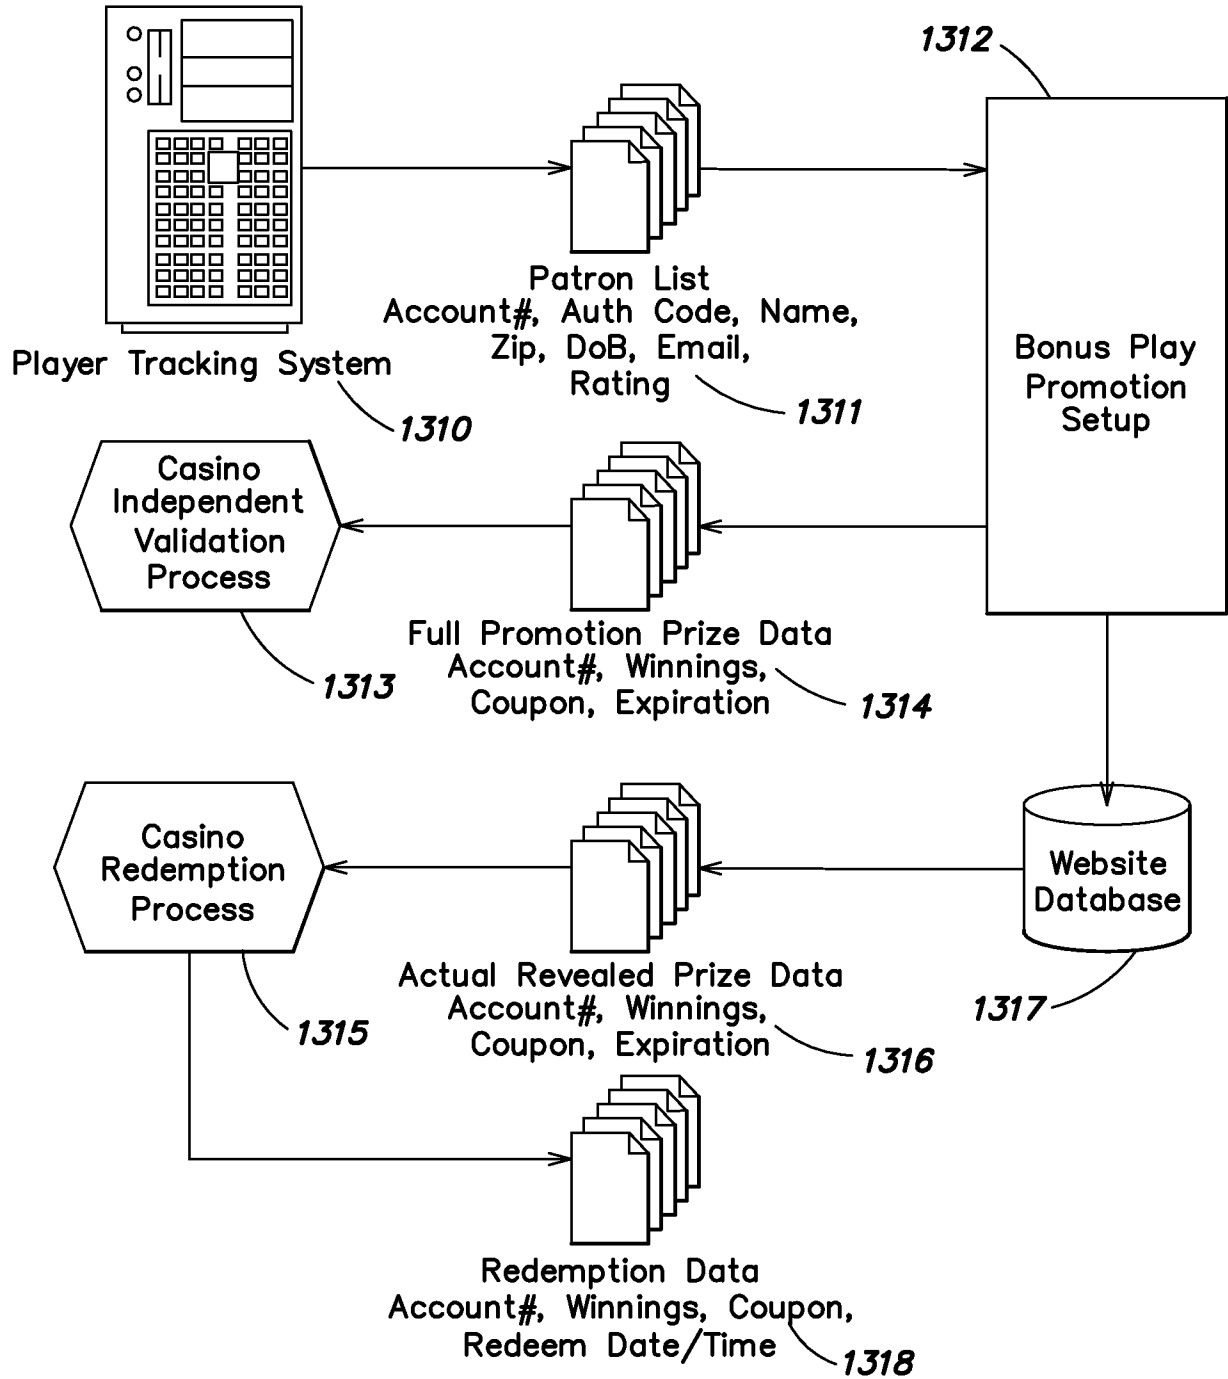 1312
Patron List
Account#, Auth Code, Name,
Zip, DoB, Email,
Rating
1311
Player Tracking System
1310
Bonus Play
Promotion
Setup
Casino
Independent
Validation
Process
1313
Full Promotion Prize Data
Account#, Winnings,
Coupon, Expiration
1314
Casino
Redemption
Process
1315
Actual Revealed Prize Data
Account#, Winnings,
Coupon, Expiration
1316
Website
Database
1317
Redemption Data
Account#, Winnings, Coupon,
Redeem Date/Time
1318